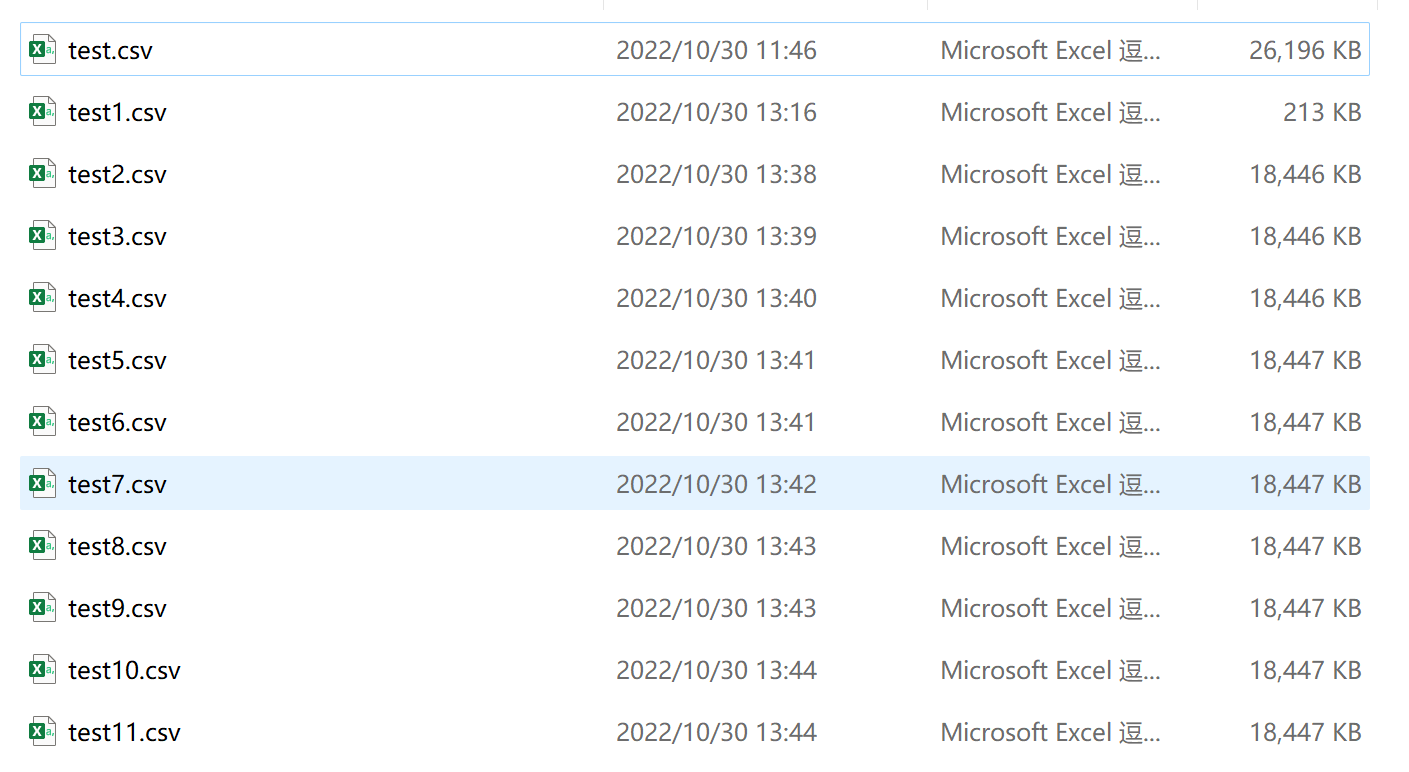 test.csv 2022/10/30 11:46 Microsoft Excel 逗... 26,196 KB
test1.csv 2022/10/30 13:16 Microsoft Excel 逗... 213 KB
test2.csv 2022/10/30 13:38 Microsoft Excel 逗... 18,446 KB
test3.csv 2022/10/30 13:39 Microsoft Excel 逗... 18,446 KB
test4.csv 2022/10/30 13:40 Microsoft Excel 逗... 18,446 KB
test5.csv 2022/10/30 13:41 Microsoft Excel 逗... 18,447 KB
test6.csv 2022/10/30 13:41 Microsoft Excel 逗... 18,447 KB
test7.csv 2022/10/30 13:42 Microsoft Excel 逗... 18,447 KB
test8.csv 2022/10/30 13:43 Microsoft Excel 逗... 18,447 KB
test9.csv 2022/10/30 13:43 Microsoft Excel 逗... 18,447 KB
test10.csv 2022/10/30 13:44 Microsoft Excel 逗... 18,447 KB
test11.csv 2022/10/30 13:44 Microsoft Excel 逗... 18,447 KB